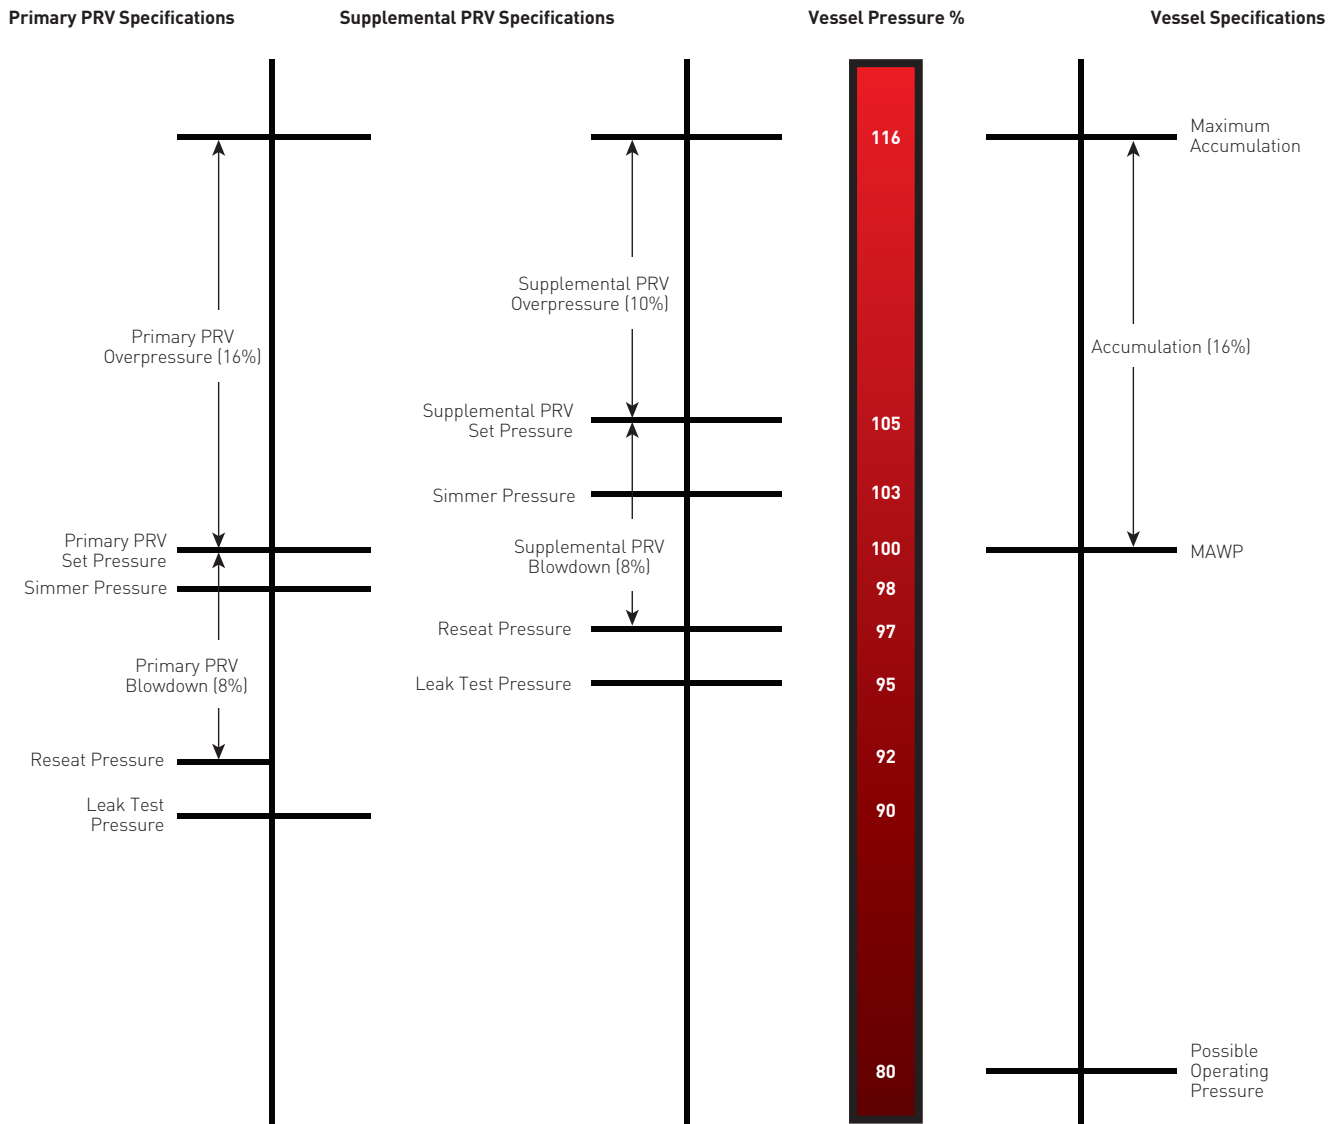 Primary PRV Specifications
Supplemental PRV Specifications
Vessel Pressure %
Vessel Specifications
116
Maximum
Accumulation
Supplemental PRV
Overpressure (10%)
Primary PRV
Overpressure (16%)
Accumulation (16%)
Supplemental PRV
Set Pressure
105
Simmer Pressure
103
Primary PRV
Set Pressure
Supplemental PRV
Blowdown (8%)
100
MAWP
Simmer Pressure
98
Reseat Pressure
97
Primary PRV
Blowdown (8%)
Leak Test Pressure
95
Reseat Pressure
92
Leak Test
Pressure
90
80
Possible
Operating
Pressure